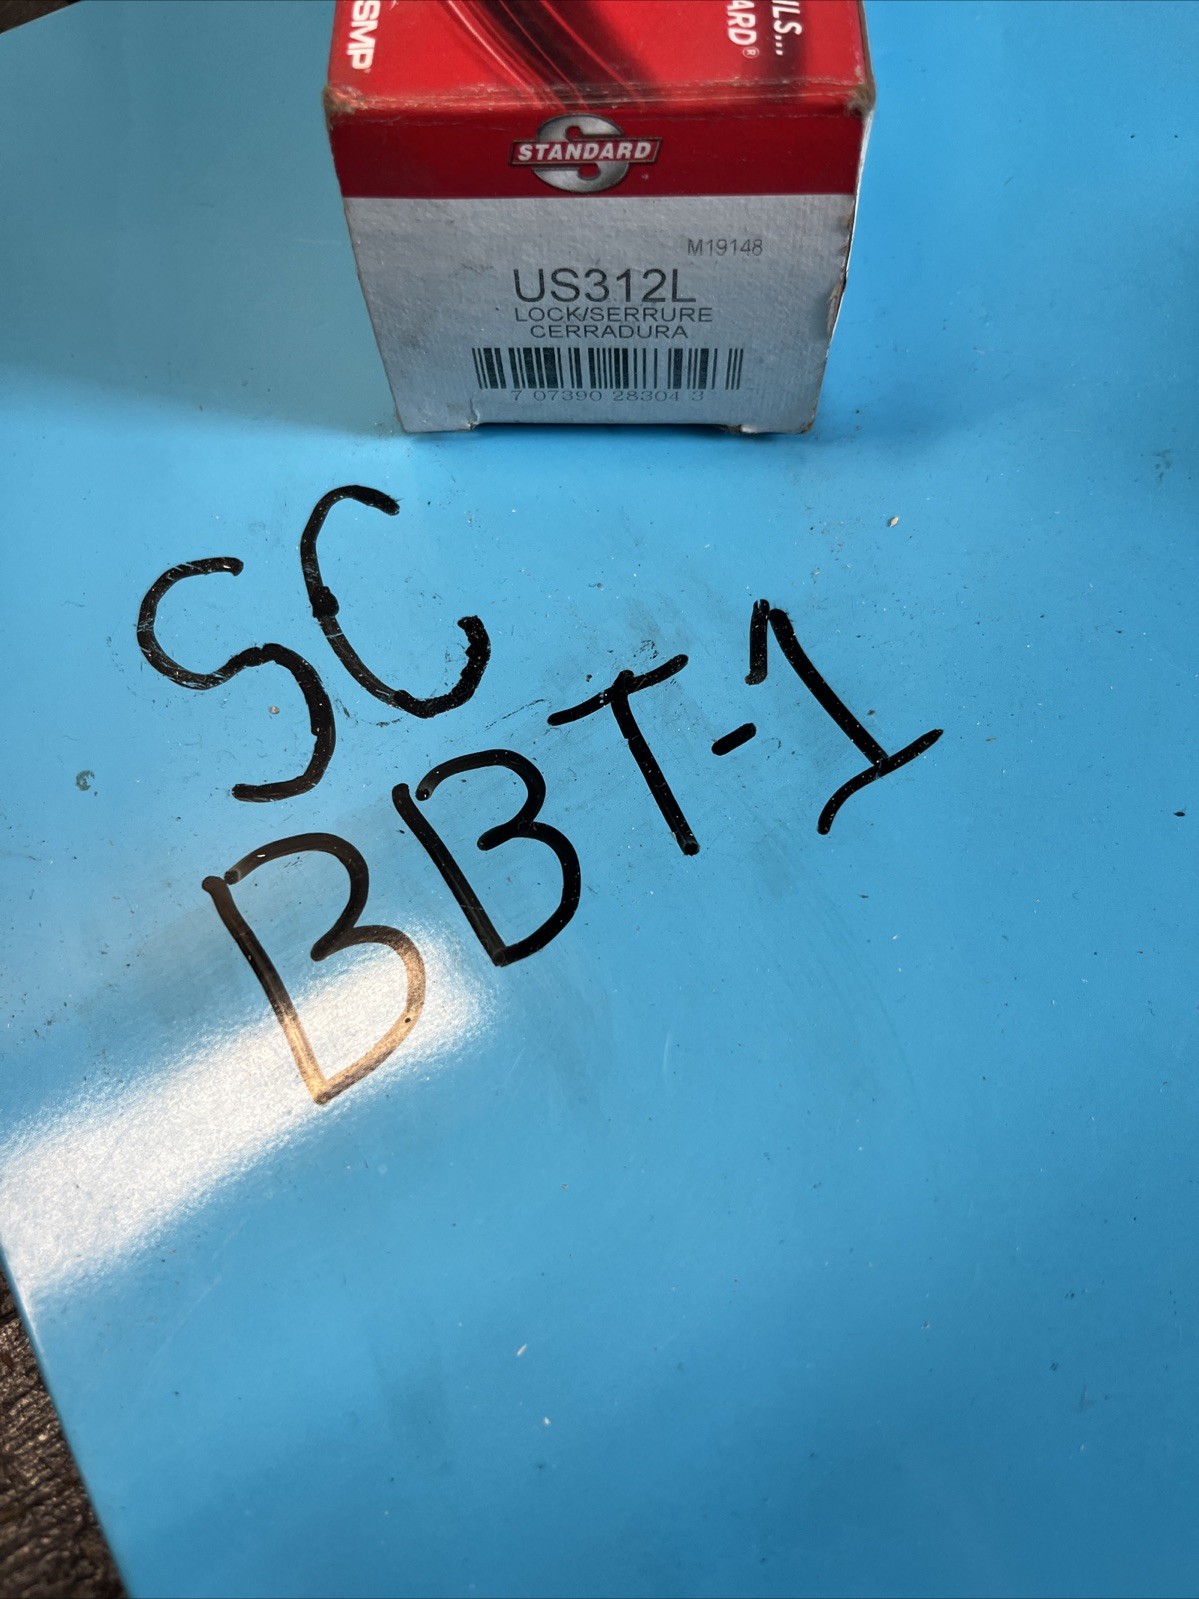 SMP
ILS...
ARD®
STANDARD
M19148
US312L
LOCK/SERRURE
CERRADURA
7 07390 28304 3
SC
BBT-1